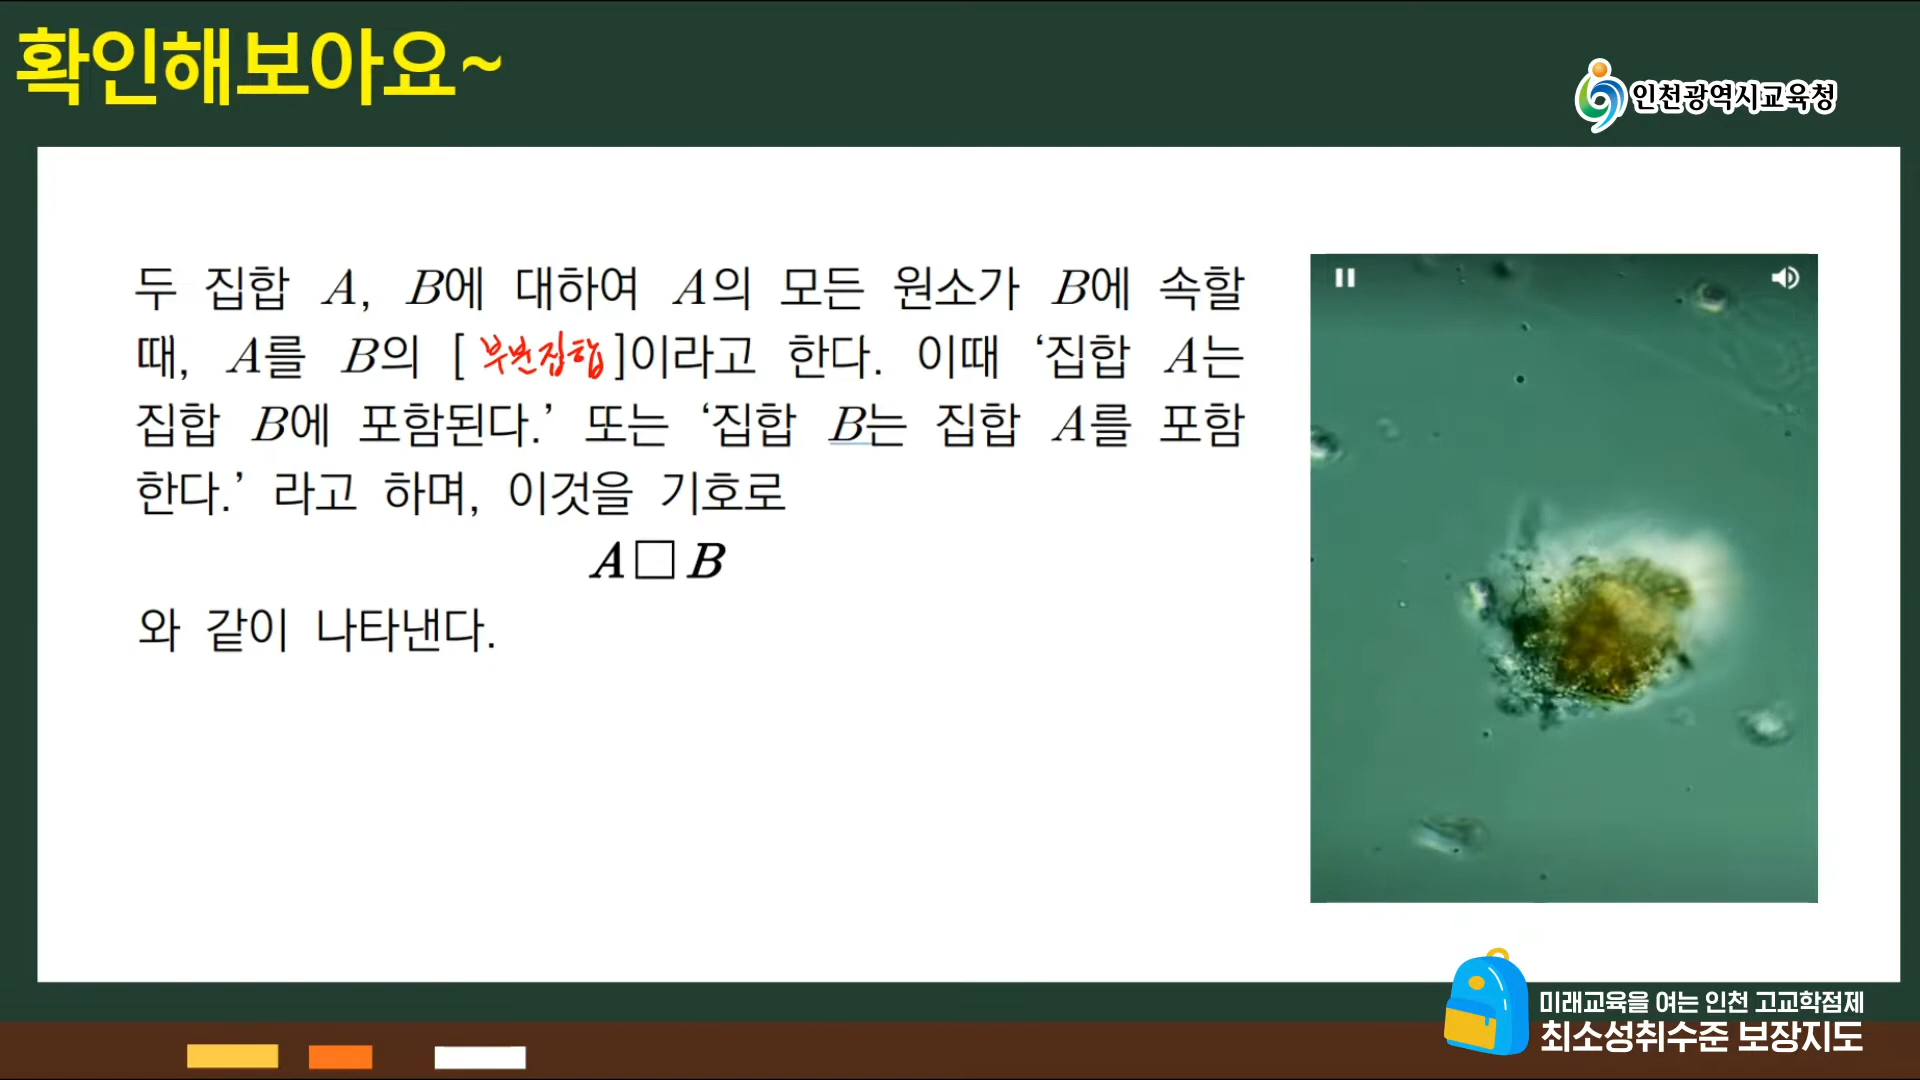 확인해보아요~
인천광역시교육청
두 집합 A, B에 대하여 A의 모든 원소가 B에 속할
때, A를 B의 [ 부분집합 ]이라고 한다. 이때 ‘집합 A는
집합 B에 포함된다.’ 또는 ‘집합 B는 집합 A를 포함
한다.’ 라고 하며, 이것을 기호로
A□B
와 같이 나타낸다.
미래교육을 여는 인천 고교학점제
최소성취수준 보장지도